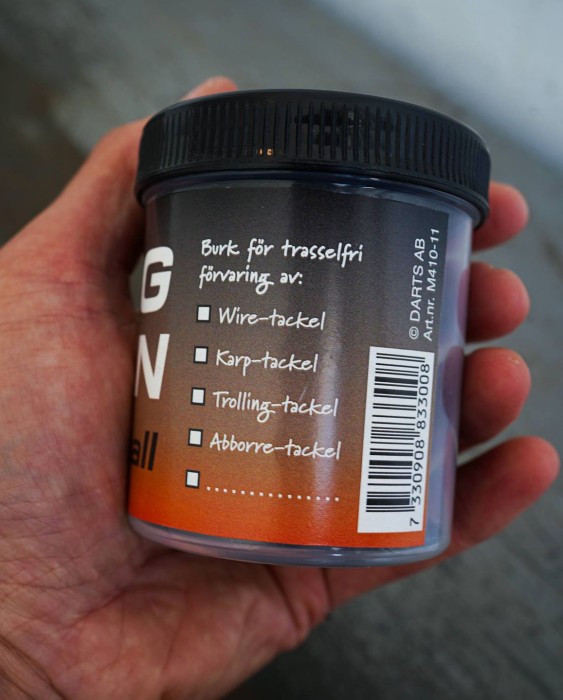 G
N
all
Burk för trasselfri
förvaring av:
Wire-tackel
Karp-tackel
Trolling-tackel
Abborre-tackel
....................
© DARTS AB
Art.nr. M410-11
7 330908 833008